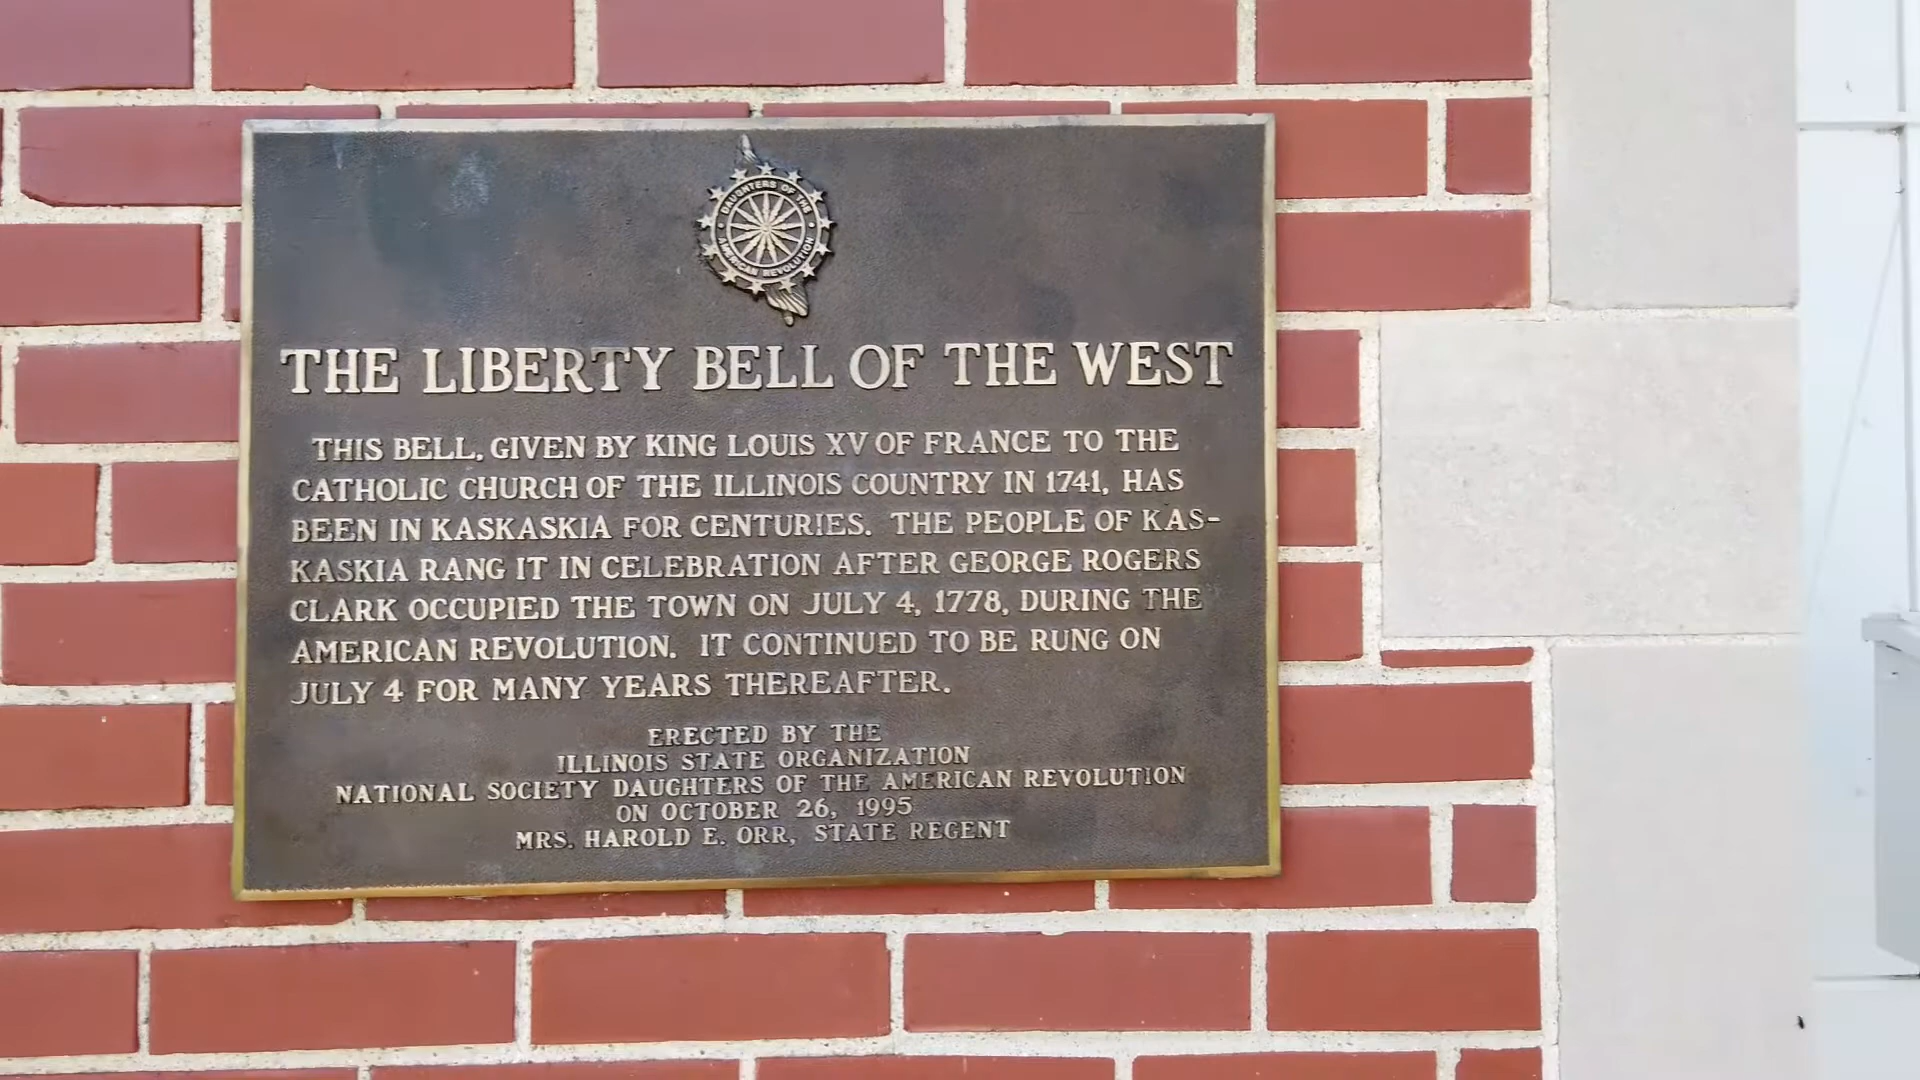 DAUGHTERS OF THE
AMERICAN REVOLUTION
THE LIBERTY BELL OF THE WEST
THIS BELL, GIVEN BY KING LOUIS XV OF FRANCE TO THE
CATHOLIC CHURCH OF THE ILLINOIS COUNTRY IN 1741, HAS
BEEN IN KASKASKIA FOR CENTURIES. THE PEOPLE OF KAS-
KASKIA RANG IT IN CELEBRATION AFTER GEORGE ROGERS
CLARK OCCUPIED THE TOWN ON JULY 4, 1778, DURING THE
AMERICAN REVOLUTION. IT CONTINUED TO BE RUNG ON
JULY 4 FOR MANY YEARS THEREAFTER.
ERECTED BY THE
ILLINOIS STATE ORGANIZATION
NATIONAL SOCIETY DAUGHTERS OF THE AMERICAN REVOLUTION
ON OCTOBER 26, 1995
MRS. HAROLD E. ORR, STATE REGENT